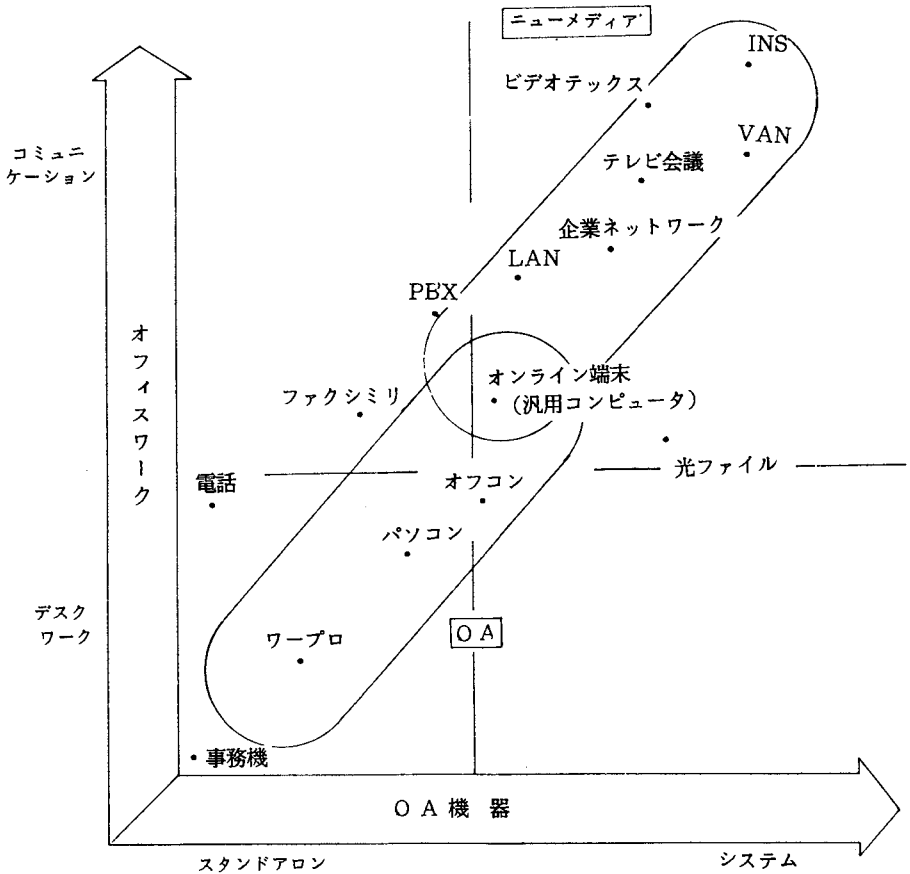 ニューメディア
INS
ビデオテックス
VAN
コミュニ
ケーション
テレビ会議
企業ネットワーク
LAN
PBX
オフィスワーク
オンライン端末
(汎用コンピュータ)
ファクシミリ
光ファイル
電話
オフコン
パソコン
デスク
ワーク
OA
ワープロ
事務機
OA機器
スタンドアロン
システム